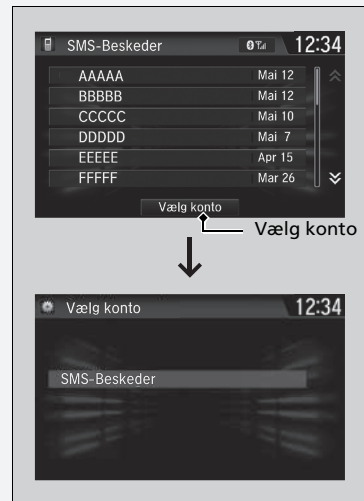 SMS-Beskeder 12:34
AAAAA Mai 12
BBBBB Mai 12
CCCCC Mai 10
DDDDD Mai 7
EEEEE Apr 15
FFFFF Mar 26
Vælg konto
Vælg konto
Vælg konto 12:34
SMS-Beskeder